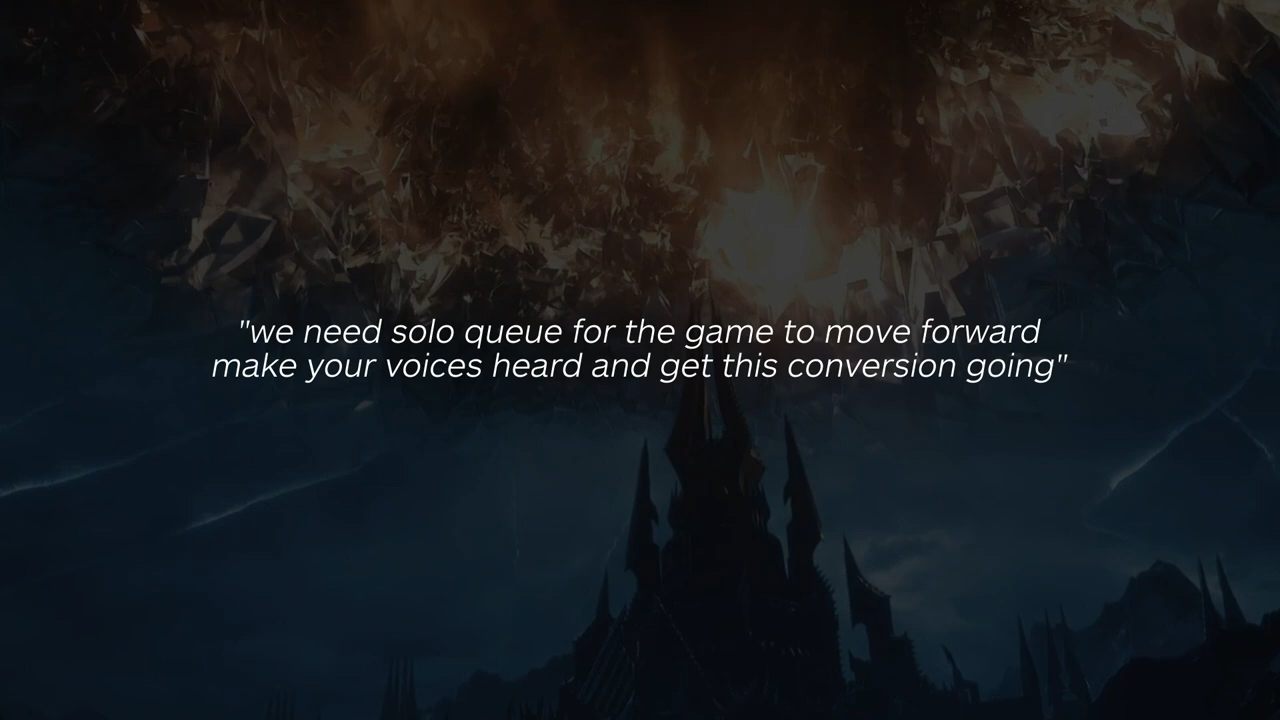 "we need solo queue for the game to move forward
make your voices heard and get this conversion going"